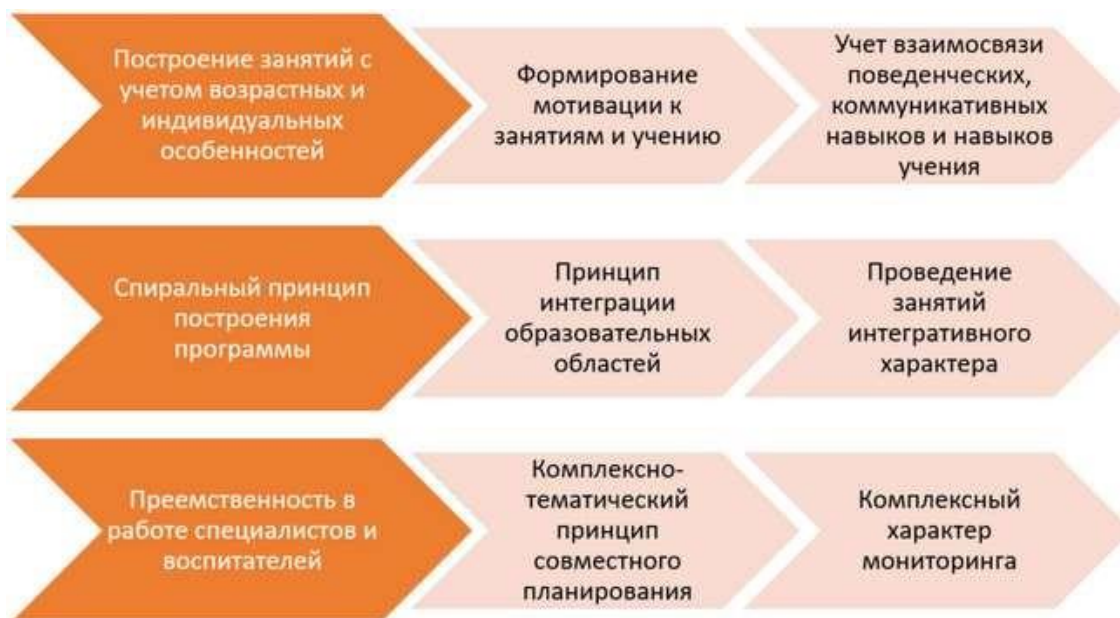 Построение занятий с
учетом возрастных и
индивидуальных
особенностей
Формирование
мотивации к
занятиям и учению
Учет взаимосвязи
поведенческих,
коммуникативных
навыков и навыков
учения
Спиральный принцип
построения
программы
Принцип
интеграции
образовательных
областей
Проведение
занятий
интегративного
характера
Преемственность в
работе специалистов и
воспитателей
Комплексно-
тематический
принцип
совместного
планирования
Комплексный
характер
мониторинга